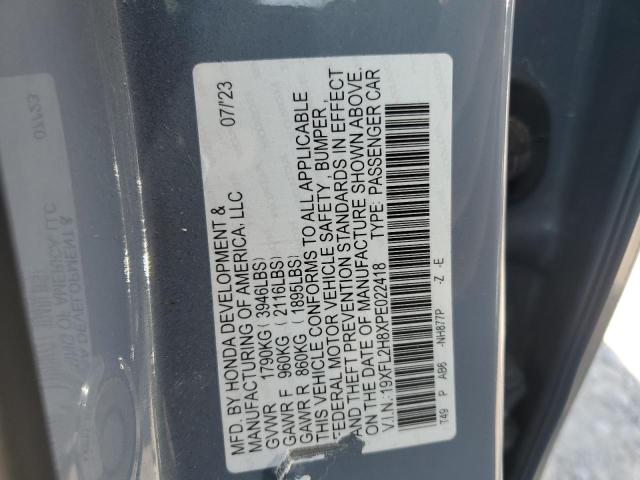 MFD. BY HONDA DEVELOPMENT & 07/'23
MANUFACTURING OF AMERICA, LLC
GVWR 1790KG ( 3946LBS)
GAWR F 960KG ( 2116LBS)
GAWR R 860KG ( 1895LBS)
THIS VEHICLE CONFORMS TO ALL APPLICABLE
FEDERAL MOTOR VEHICLE SAFETY, BUMPER,
AND THEFT PREVENTION STANDARDS IN EFFECT
ON THE DATE OF MANUFACTURE SHOWN ABOVE.
V.I.N.:19XFL2H8XPE022418 TYPE: PASSENGER CAR
T49 P AB6 -NH877P -Z -E